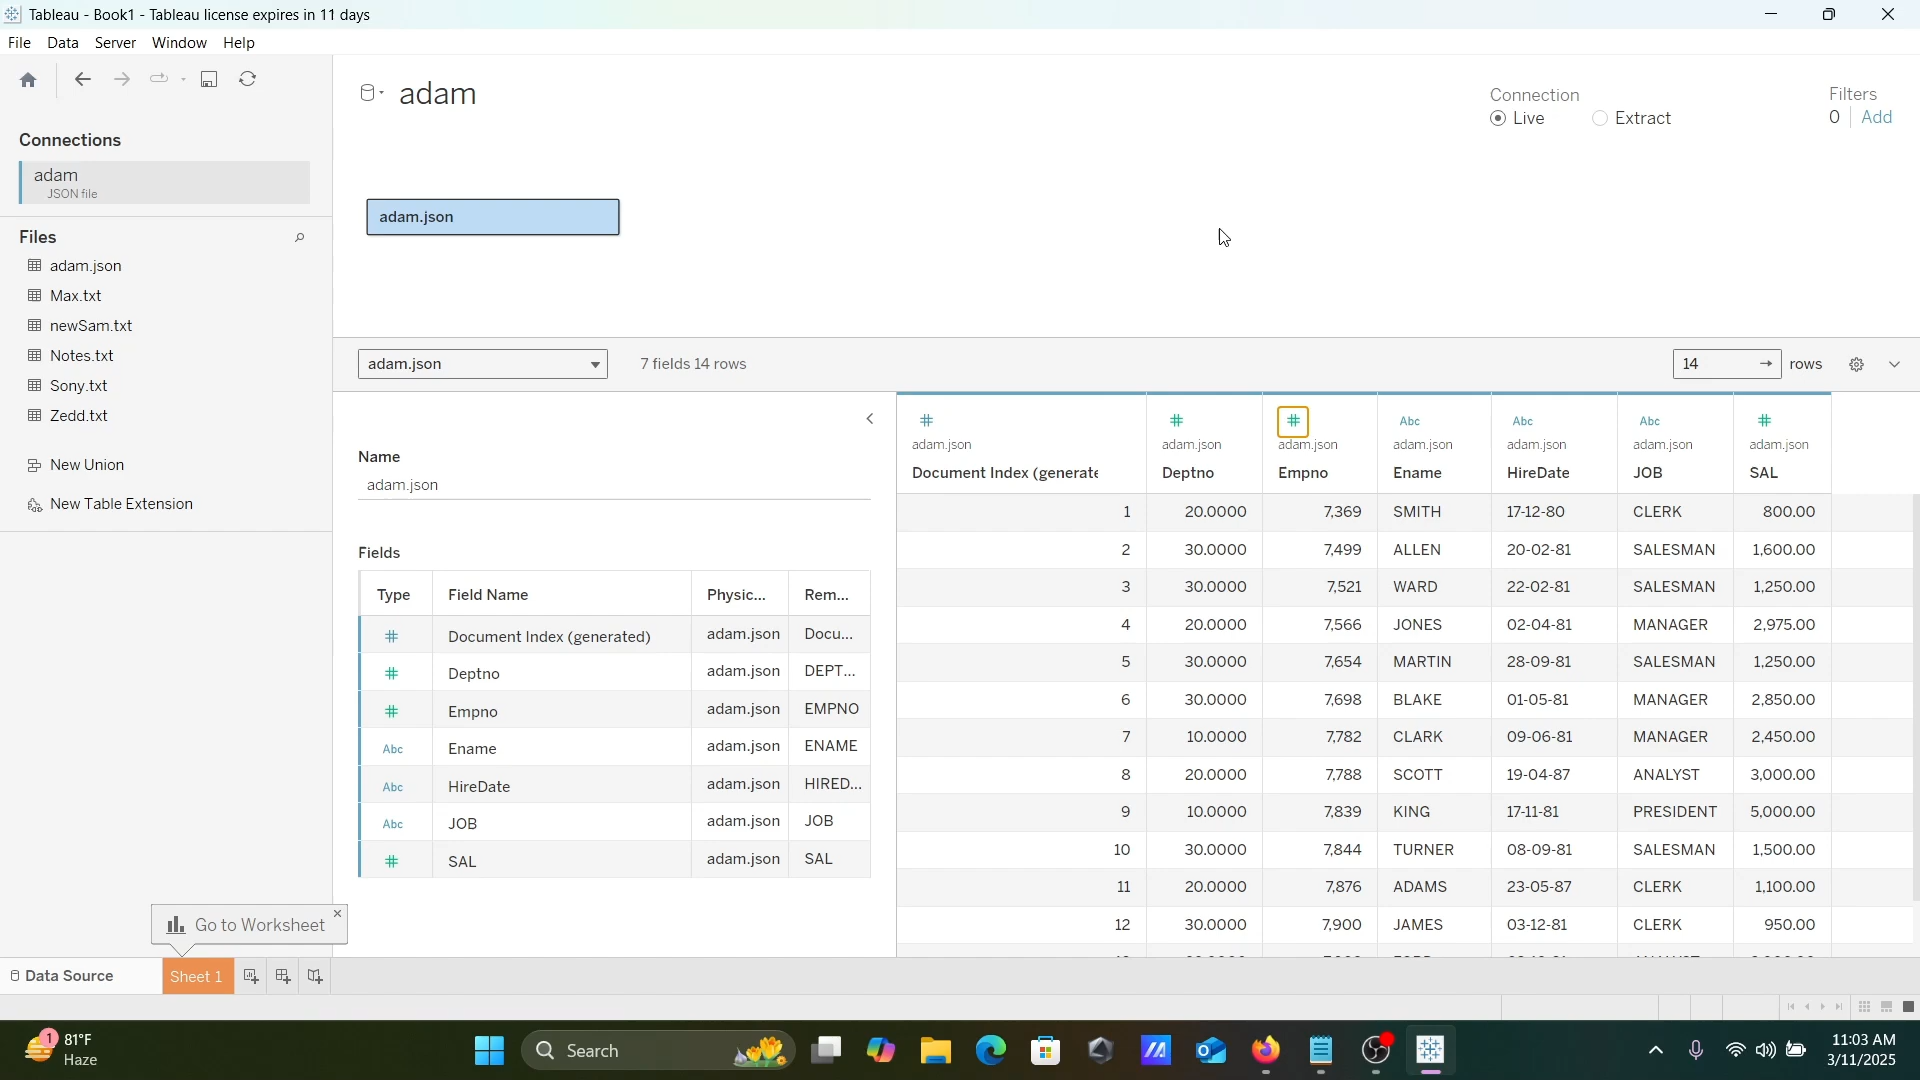 Tableau - Book1 - Tableau license expires in 11 days
File Data Server Window Help
Connections
adam
JSON file
Files
adam.json
Max.txt
newSam.txt
Notes.txt
Sony.txt
Zedd.txt
New Union
New Table Extension
adam
Connection
Live Extract
Filters
0 Add
adam.json
adam.json 7 fields 14 rows 14 → rows
Name
adam.json
Fields
Type Field Name Physic... Rem...
# Document Index (generated) adam.json Docu...
# Deptno adam.json DEPT...
# Empno adam.json EMPNO
Abc Ename adam.json ENAME
Abc HireDate adam.json HIRED...
Abc JOB adam.json JOB
# SAL adam.json SAL
# # # Abc Abc Abc #
adam.json adam.json adam.json adam.json adam.json adam.json adam.json
Document Index (generate Deptno Empno Ename HireDate JOB SAL
1 20.0000 7,369 SMITH 17-12-80 CLERK 800.00
2 30.0000 7,499 ALLEN 20-02-81 SALESMAN 1,600.00
3 30.0000 7,521 WARD 22-02-81 SALESMAN 1,250.00
4 20.0000 7,566 JONES 02-04-81 MANAGER 2,975.00
5 30.0000 7,654 MARTIN 28-09-81 SALESMAN 1,250.00
6 30.0000 7,698 BLAKE 01-05-81 MANAGER 2,850.00
7 10.0000 7,782 CLARK 09-06-81 MANAGER 2,450.00
8 20.0000 7,788 SCOTT 19-04-87 ANALYST 3,000.00
9 10.0000 7,839 KING 17-11-81 PRESIDENT 5,000.00
10 30.0000 7,844 TURNER 08-09-81 SALESMAN 1,500.00
11 20.0000 7,876 ADAMS 23-05-87 CLERK 1,100.00
12 30.0000 7,900 JAMES 03-12-81 CLERK 950.00
Go to Worksheet
Data Source Sheet 1
1 81°F
Haze
Search
11:03 AM
3/11/2025